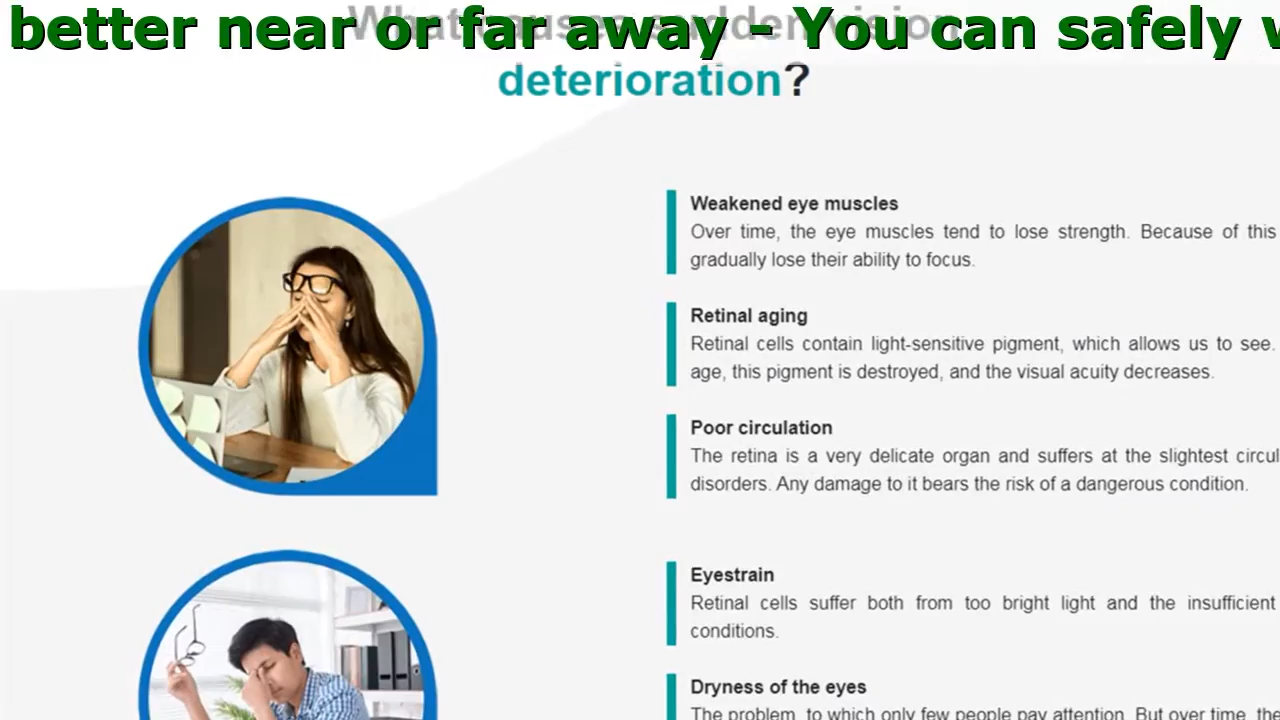 better near or far away - You can safely
deterioration?
Weakened eye muscles
Over time, the eye muscles tend to lose strength. Because of this
gradually lose their ability to focus.
Retinal aging
Retinal cells contain light-sensitive pigment, which allows us to see.
age, this pigment is destroyed, and the visual acuity decreases.
Poor circulation
The retina is a very delicate organ and suffers at the slightest
disorders. Any damage to it bears the risk of a dangerous condition.
Eyestrain
Retinal cells suffer both from too bright light and the insufficient
conditions.
Dryness of the eyes
The problem, to which only few people pay attention. But over time, the